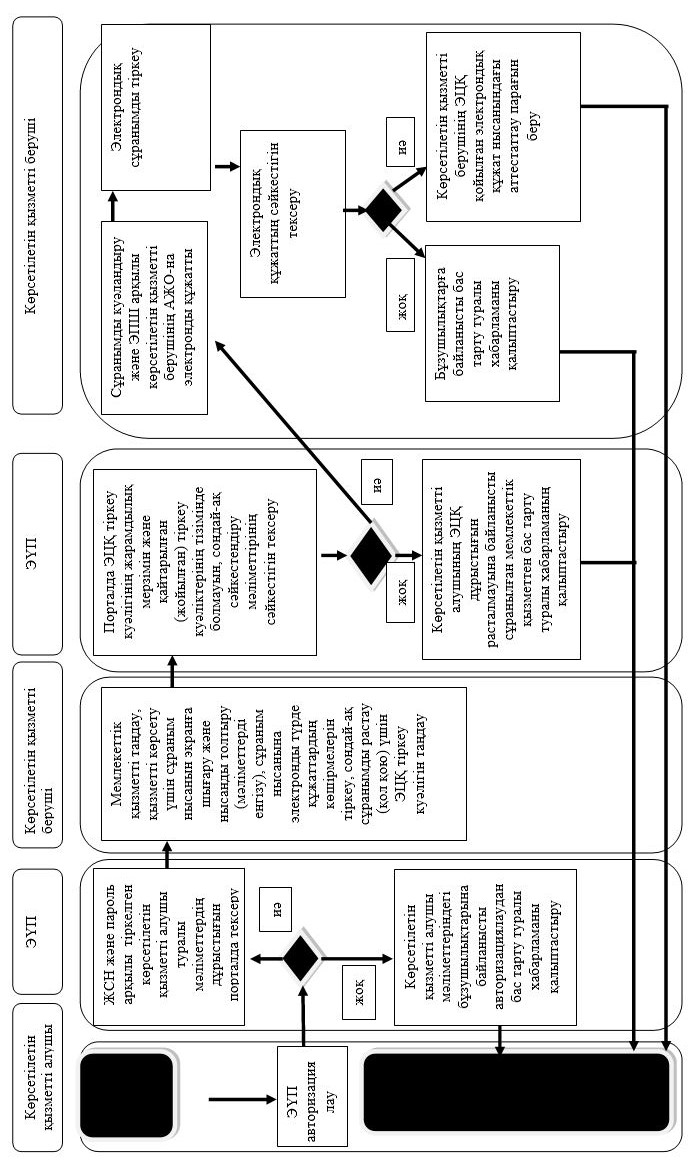 Көрсетілетін
қызметті алушы
ЭҮП
Көрсетілетін қызметті
беруші
ЭҮП
Көрсетілетін қызметті беруші
ЭҮП
авторизация
лау
ЖСН және пароль
арқылы тіркелген
көрсетілетін
қызметті алушы
туралы
мәліметтердің
дұрыстығын
порталда тексеру
иә
жоқ
Көрсетілетін
қызметті алушы
мәліметтеріндегі
бұзушылықтарына
байланысты
авторизациялаудан
бас тарту туралы
хабарламаны
қалыптастыру
Мемлекеттік
қызметті таңдау,
қызметті көрсету
үшін сұраным
нысанын экранға
шығару және
нысанды толтыру
(мәліметтерді
енгізу), сұраным
нысанына
электронды түрде
құжаттардың
көшірмелерін
тіркеу, сондай-ақ
сұранымды растау
(қол қою) үшін
ЭЦҚ тіркеу
куәлігін таңдау
Порталда ЭЦҚ тіркеу
куәлігінің жарамдылық
мерзімін және
қайтарылған
(жойылған) тіркеу
куәліктерінің тізімінде
болмауын, сондай-ақ
сәйкестендіру
мәліметтірінің
сәйкестігін тексеру
иә
жоқ
Көрсетілетін қызметті
алушының ЭЦҚ
дұрыстығын
расталмауына байланысты
сұранылған мемлекеттік
қызметтен бас тарту
туралы хабарламаның
қалыптастыру
Сұранымды куәландыру
және ЭПШ арқылы
көрсетілетін қызметті
берушінің АЖО-на
электронды құжатты
Электрондық
сұранымды тіркеу
Электрондық
құжаттың сәйкестігін
тексеру
иә
жоқ
Көрсетілетін қызметті
берушінің ЭЦҚ
қойылған электрондық
құжат нысанындағы
аттестаттау парағын
беру
Бұзушылықтарға
байланысты бас
тарту туралы
хабарламаны
қалыптастыру